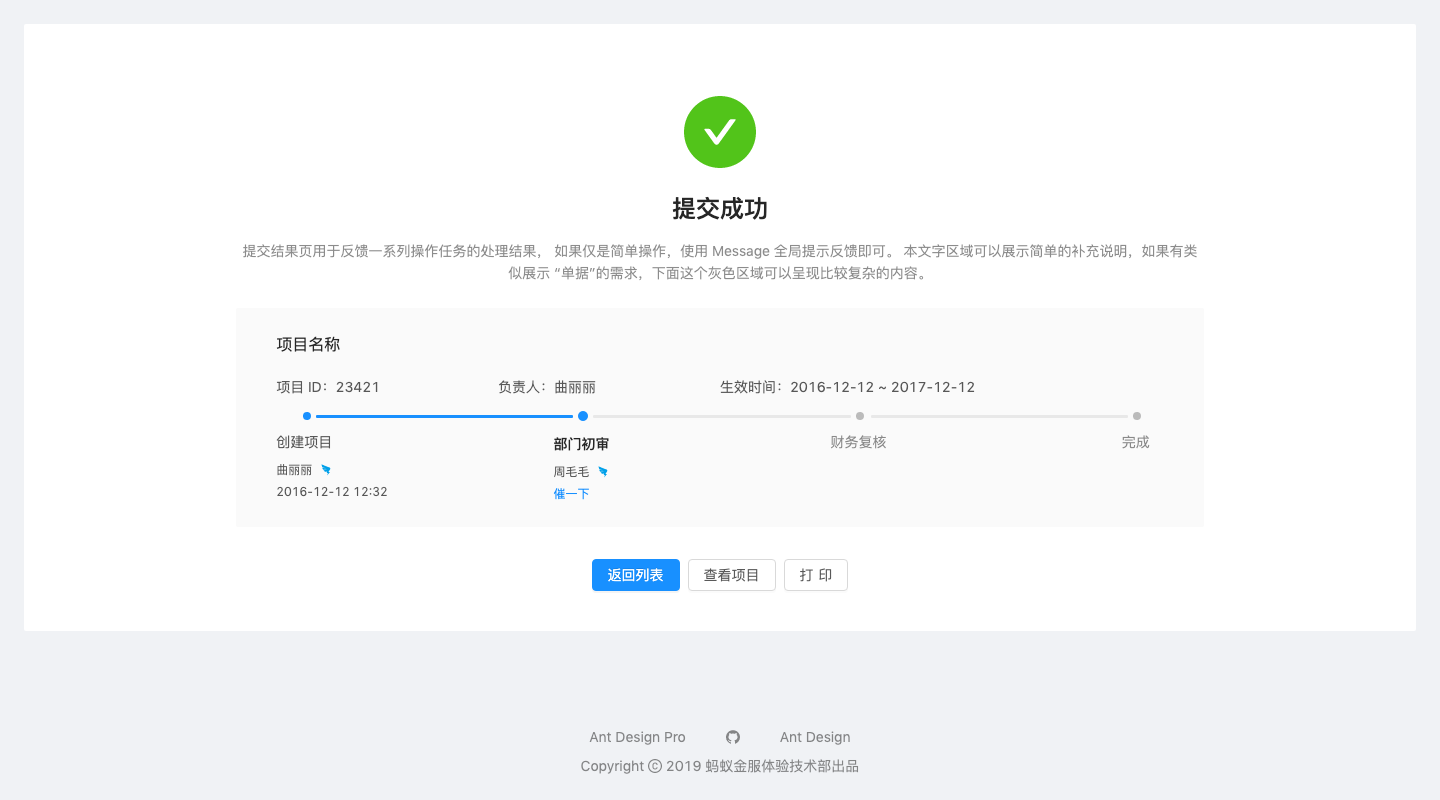 提交成功
提交结果页用于反馈一系列操作任务的处理结果， 如果仅是简单操作，使用 Message 全局提示反馈即可。 本文字区域可以展示简单的补充说明，如果有类
似展示 “单据”的需求，下面这个灰色区域可以呈现比较复杂的内容。
项目名称
项目 ID：23421 负责人：曲丽丽 生效时间：2016-12-12 ~ 2017-12-12
创建项目 部门初审 财务复核 完成
曲丽丽 周毛毛
2016-12-12 12:32 催一下
返回列表 查看项目 打 印
Ant Design Pro Ant Design
Copyright © 2019 蚂蚁金服体验技术部出品